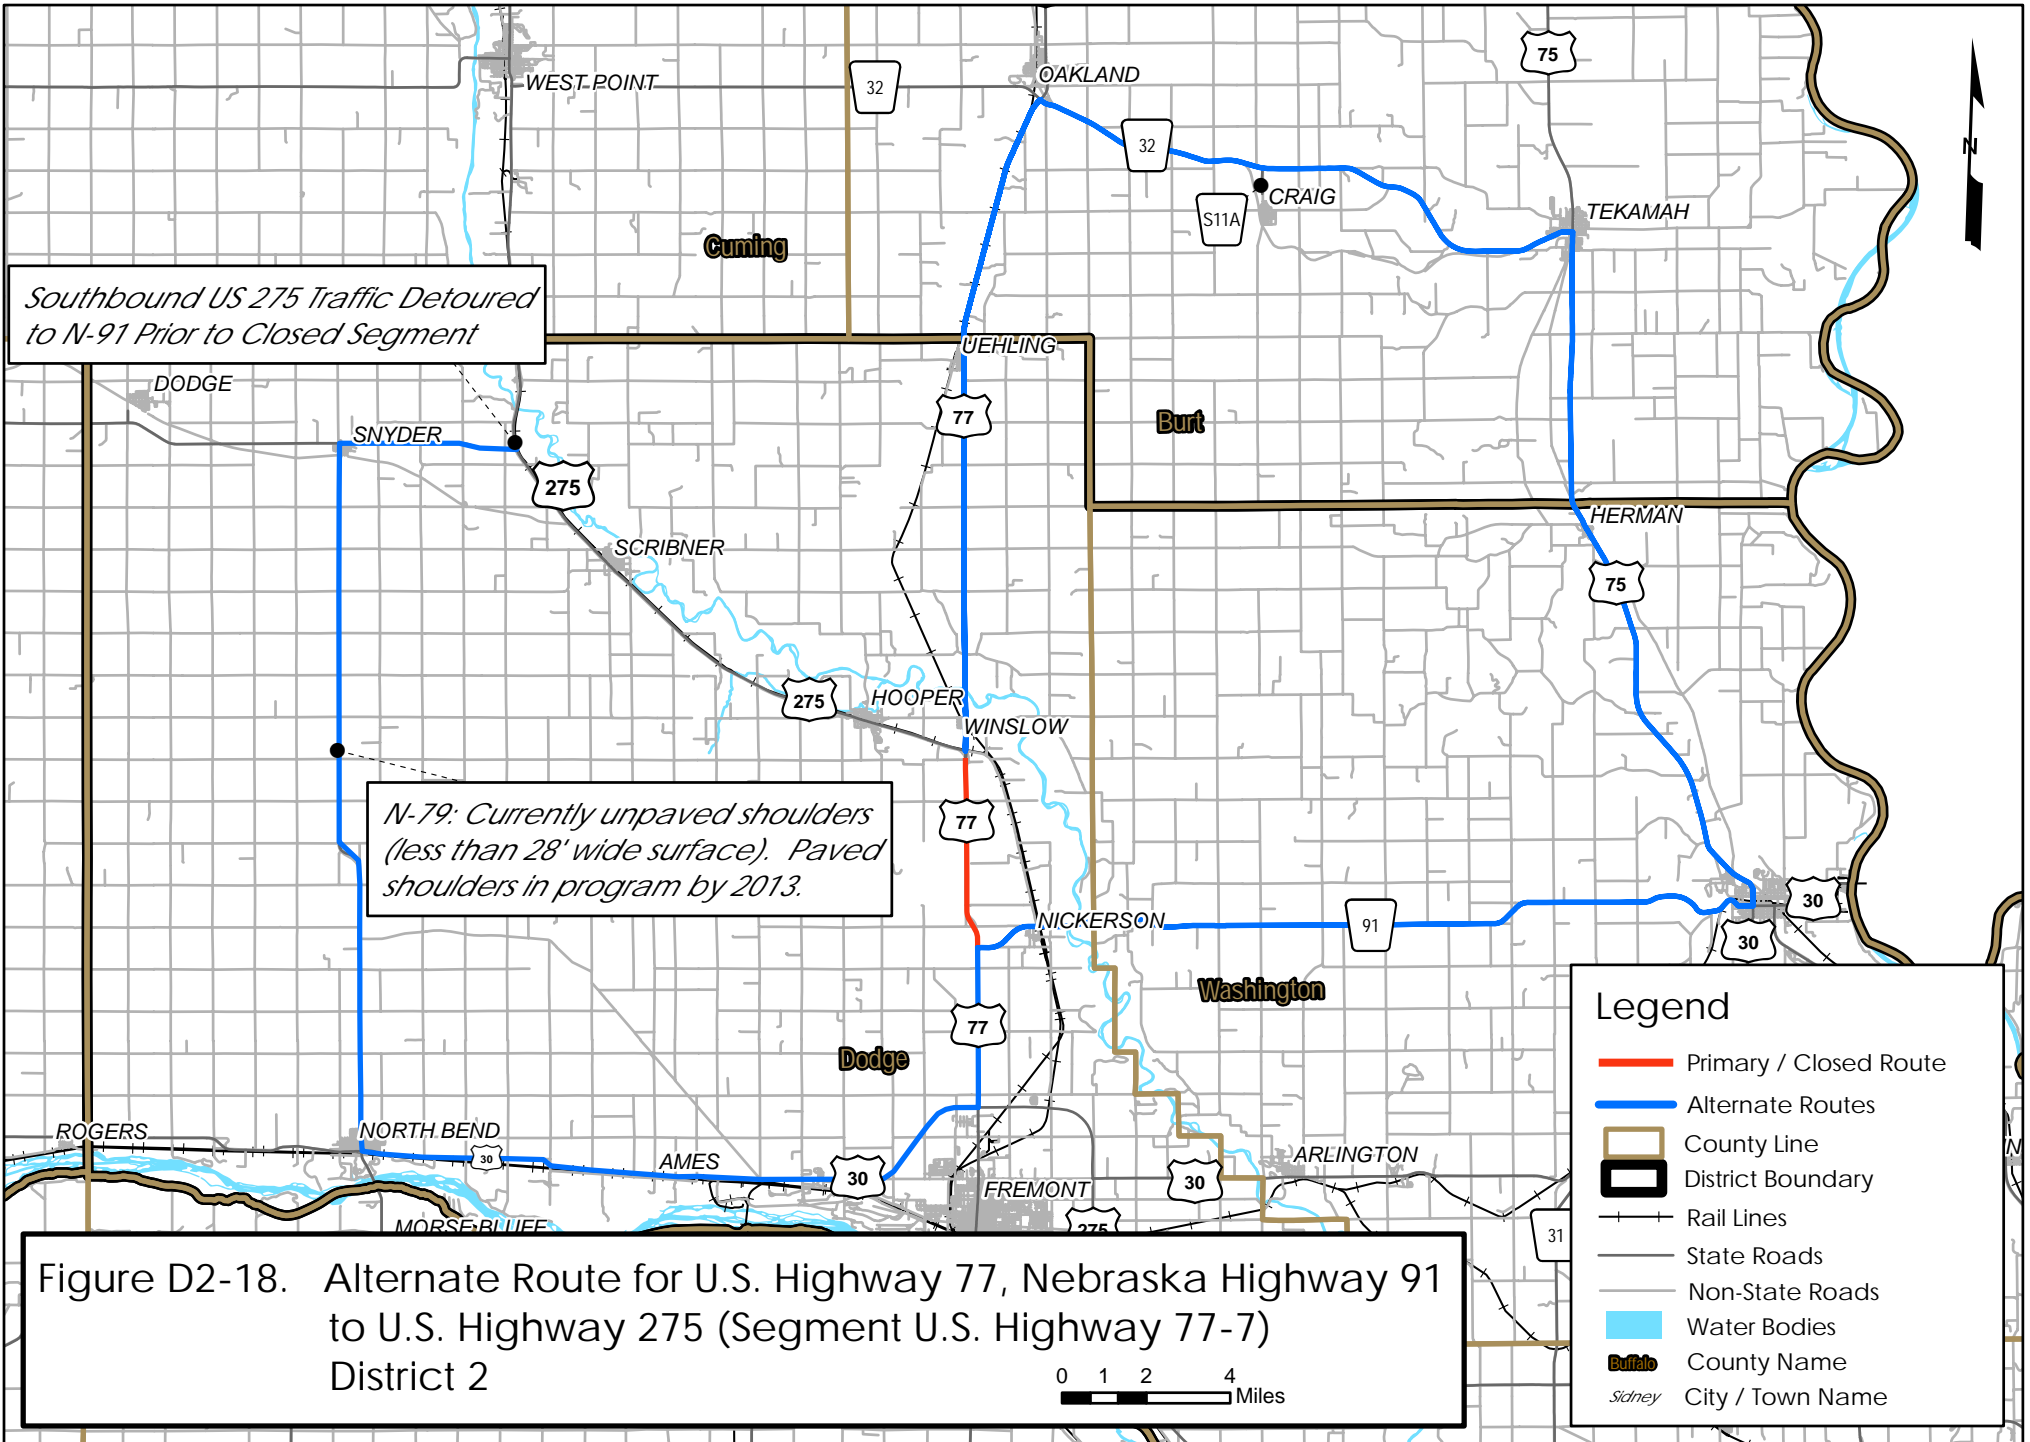 75
OAKLAND
WEST POINT
32
32
CRAIG
S11A
TEKAMAH
N
Cuming
Southbound US 275 Traffic Detoured
to N-91 Prior to Closed Segment
UEHLING
DODGE
77
Burt
SNYDER
275
HERMAN
SCRIBNER
75
275
HOOPER
WINSLOW
N-79: Currently unpaved shoulders
(less than 28' wide surface). Paved
shoulders in program by 2013.
77
30
NICKERSON
91
30
Washington
77
Dodge
ROGERS
NORTH BEND
30
AMES
30
FREMONT
ARLINGTON
30
MORSE BLUFF
275
31
N
Legend
Primary / Closed Route
Alternate Routes
County Line
District Boundary
Rail Lines
State Roads
Non-State Roads
Water Bodies
Buffalo County Name
Sidney City / Town Name
Figure D2-18. Alternate Route for U.S. Highway 77, Nebraska Highway 91
to U.S. Highway 275 (Segment U.S. Highway 77-7)
District 2
0 1 2 4
Miles